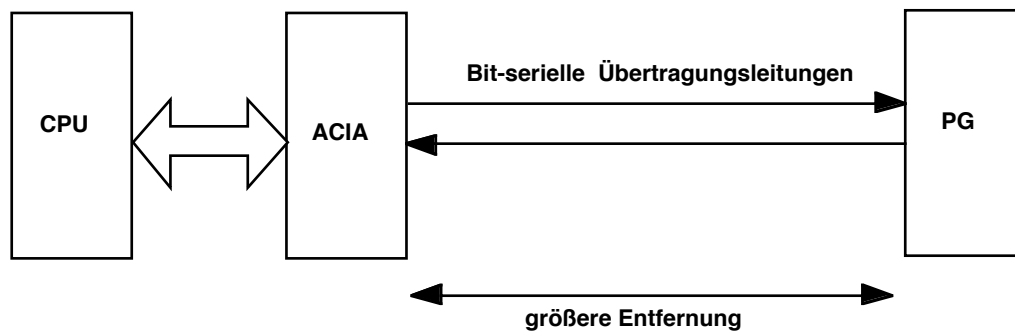 Bit-serielle Übertragungsleitungen
CPU
ACIA
PG
größere Entfernung